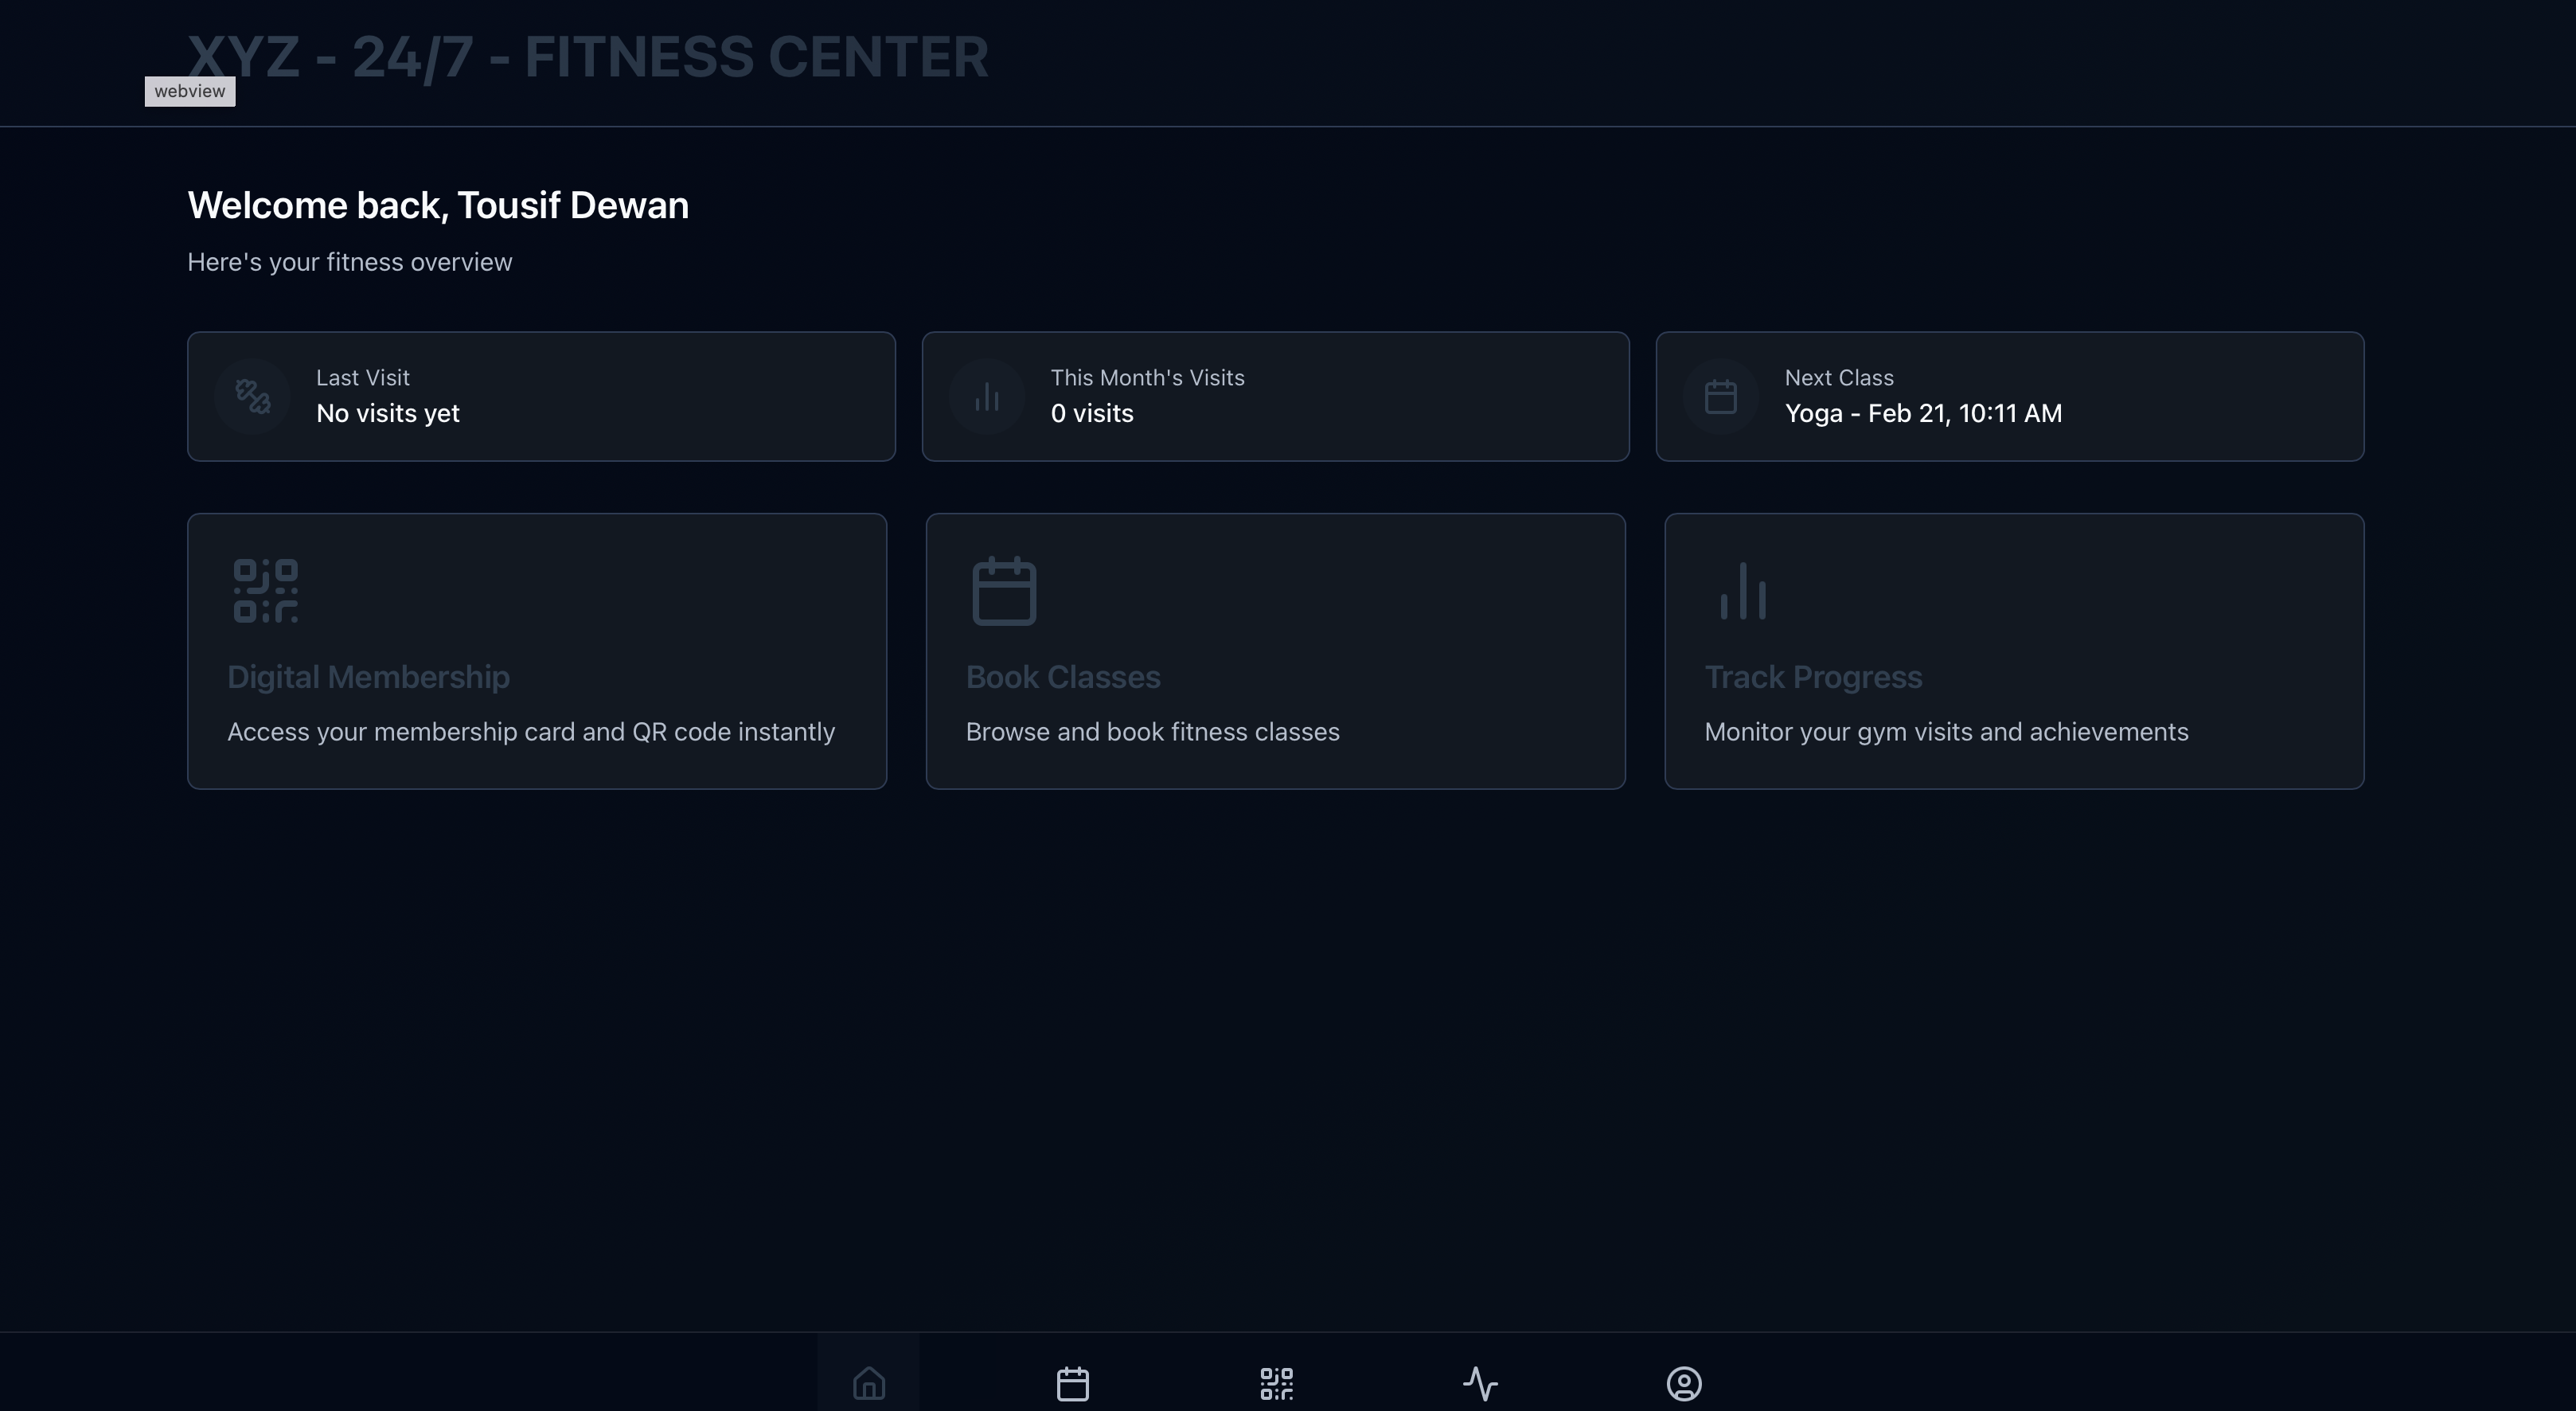 XYZ - 24/7 - FITNESS CENTER
webview
Welcome back, Tousif Dewan
Here's your fitness overview
Last Visit
No visits yet
This Month's Visits
0 visits
Next Class
Yoga - Feb 21, 10:11 AM
Digital Membership
Access your membership card and QR code instantly
Book Classes
Browse and book fitness classes
Track Progress
Monitor your gym visits and achievements